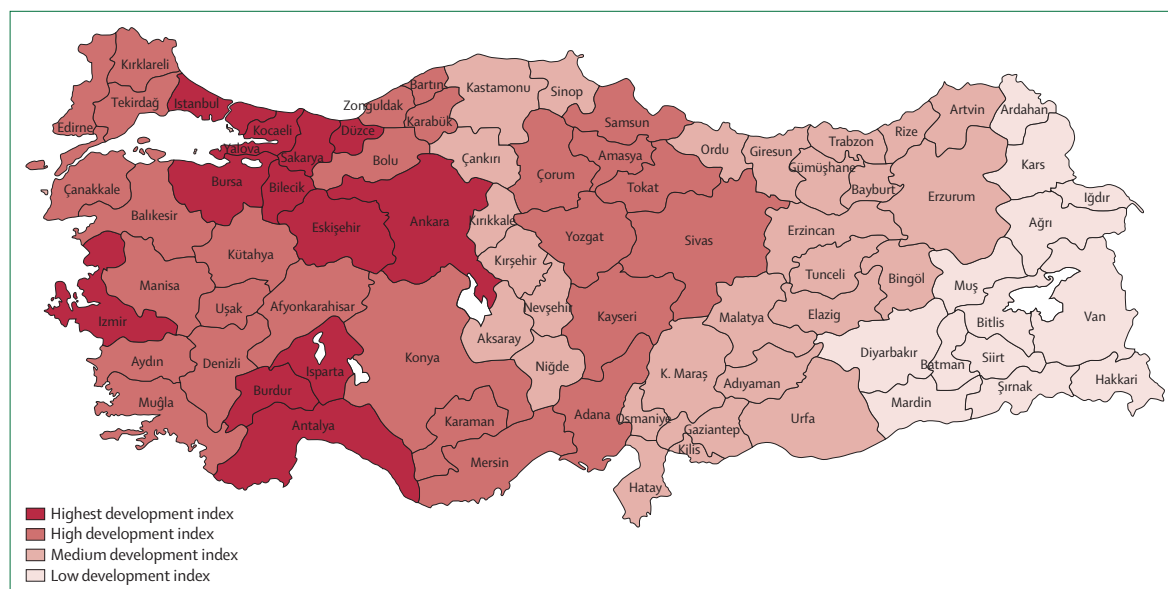 Kırklareli
Tekirdağ
Istanbul
Edirne
Kocaeli
Yalova
Sakarya
Düzce
Zonguldak
Bartın
Karabük
Kastamonu
Sinop
Bolu
Çankırı
Samsun
Amasya
Çorum
Tokat
Ordu
Giresun
Trabzon
Gümüşhane
Bayburt
Rize
Artvin
Ardahan
Kars
Iğdır
Ağrı
Erzurum
Çanakkale
Balıkesir
Bursa
Bilecik
Eskişehir
Ankara
Kırıkkale
Kırşehir
Yozgat
Sivas
Erzincan
Tunceli
Bingöl
Muş
Bitlis
Van
Kütahya
Manisa
Uşak
Afyonkarahisar
Izmir
Aydın
Denizli
Muğla
Burdur
Isparta
Antalya
Konya
Aksaray
Nevşehir
Niğde
Kayseri
Malatya
Elazig
Diyarbakır
Batman
Siirt
Şırnak
Hakkari
Mardin
K. Maraş
Adıyaman
Urfa
Karaman
Mersin
Adana
Osmaniye
Gaziantep
Kilis
Hatay
Highest development index
High development index
Medium development index
Low development index